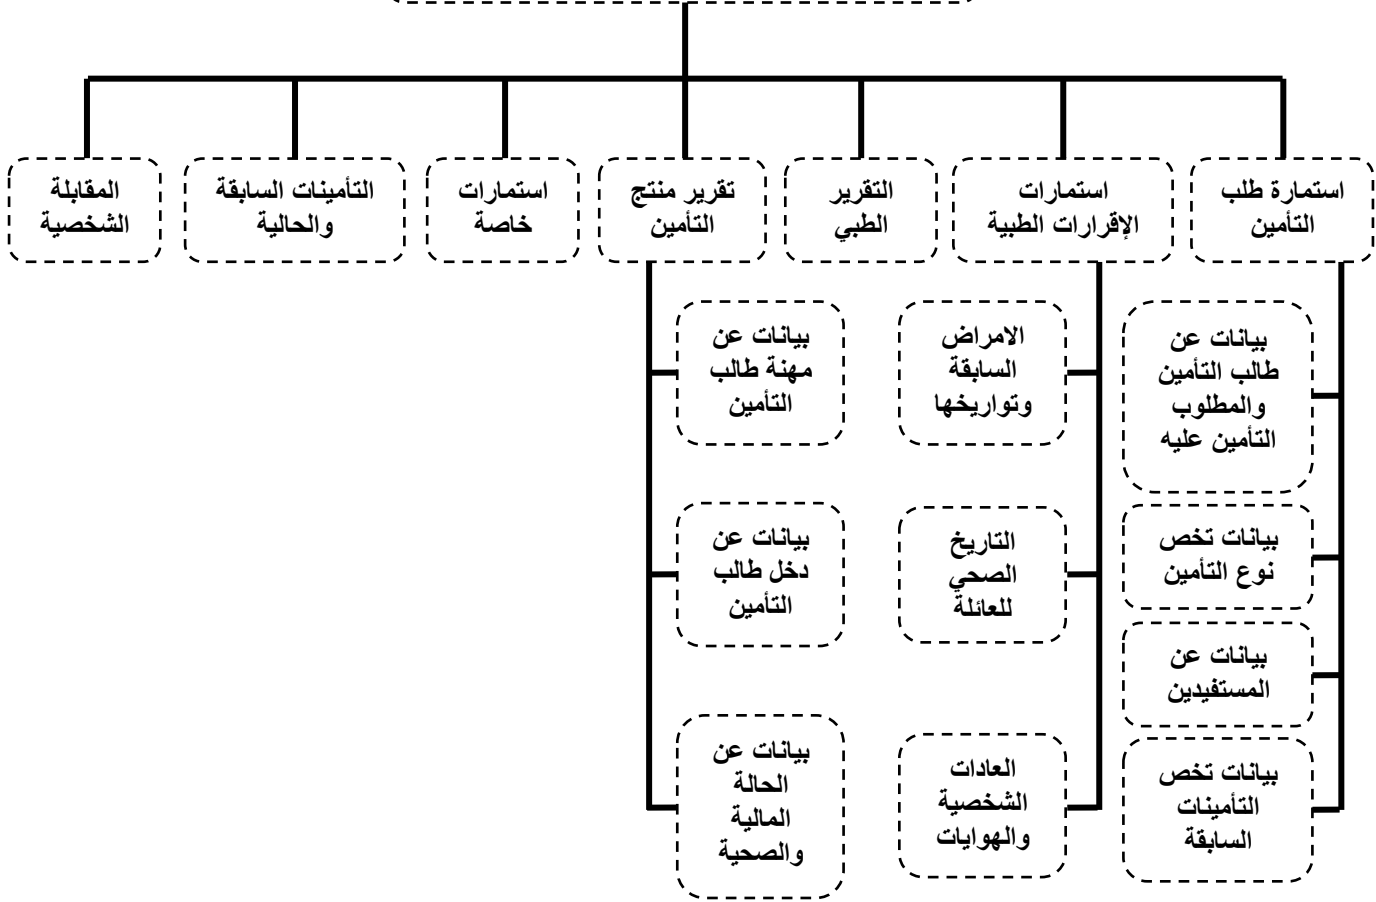 استمارة طلب
التأمين
استمارات
الإقرارات الطبية
التقرير
الطبي
تقرير منتج
التأمين
استمارات
خاصة
التأمينات السابقة
والحالية
المقابلة
الشخصية
بيانات عن
طالب التأمين
والمطلوب
التأمين عليه
بيانات تخص
نوع التأمين
بيانات عن
المستفيدين
بيانات تخص
التأمينات
السابقة
الامراض
السابقة
وتواريخها
التاريخ
الصحي
للعائلة
العادات
الشخصية
والهوايات
بيانات عن
مهنة طالب
التأمين
بيانات عن
دخل طالب
التأمين
بيانات عن
الحالة
المالية
والصحية